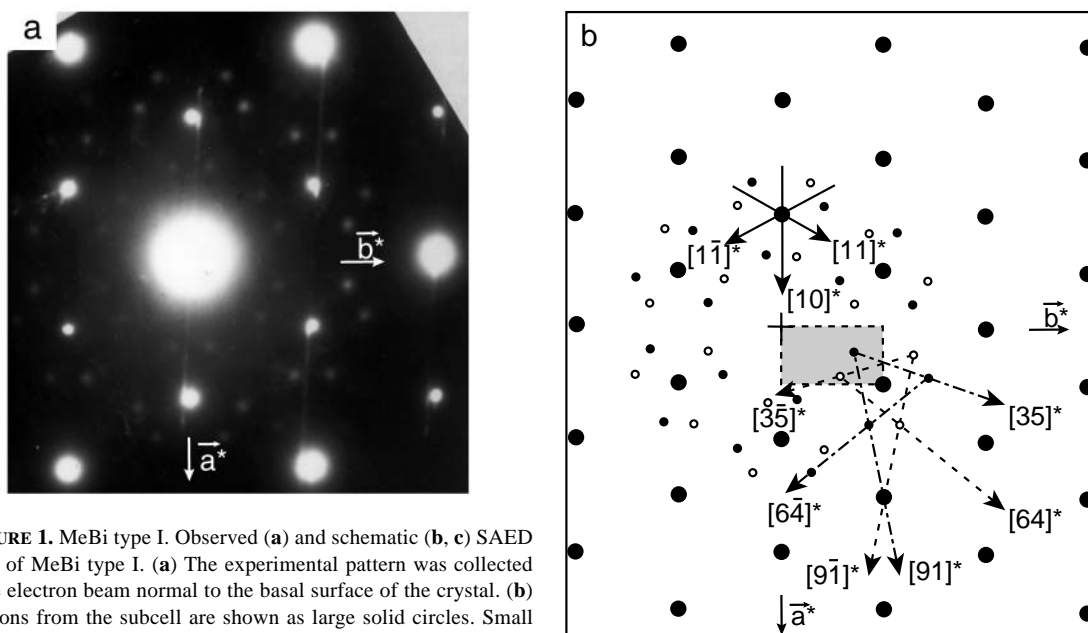 a
b*
a*
b
[11̅]*
[11]*
[10]*
b*
[35̅]*
[35]*
[64̅]*
[64]*
[91̅]*
[91]*
a*
1. MeBi type I. Observed (a) and schematic (b, c) SAED
of MeBi type I. (a) The experimental pattern was collected
electron beam normal to the basal surface of the crystal. (b)
from the subcell are shown as large solid circles. Small